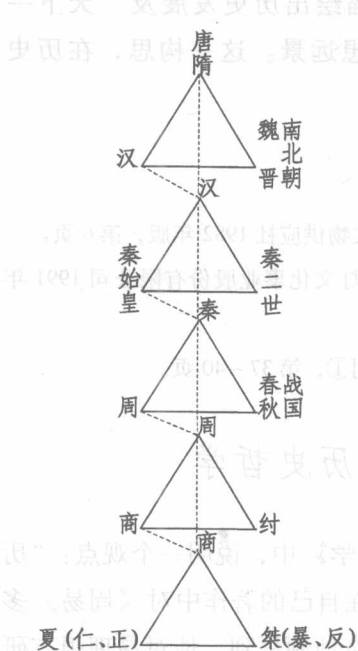 唐
隋
汉
魏晋
南北朝
汉
秦始皇
秦二世
秦
周
春秋
战国
周
商
纣
商
夏(仁、正)
桀(暴、反)